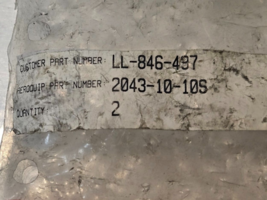 CUSTOMER PART NUMBER: LL-846-497
AEROQUIP PART NUMBER: 2043-10-10S
QUANTITY: 2